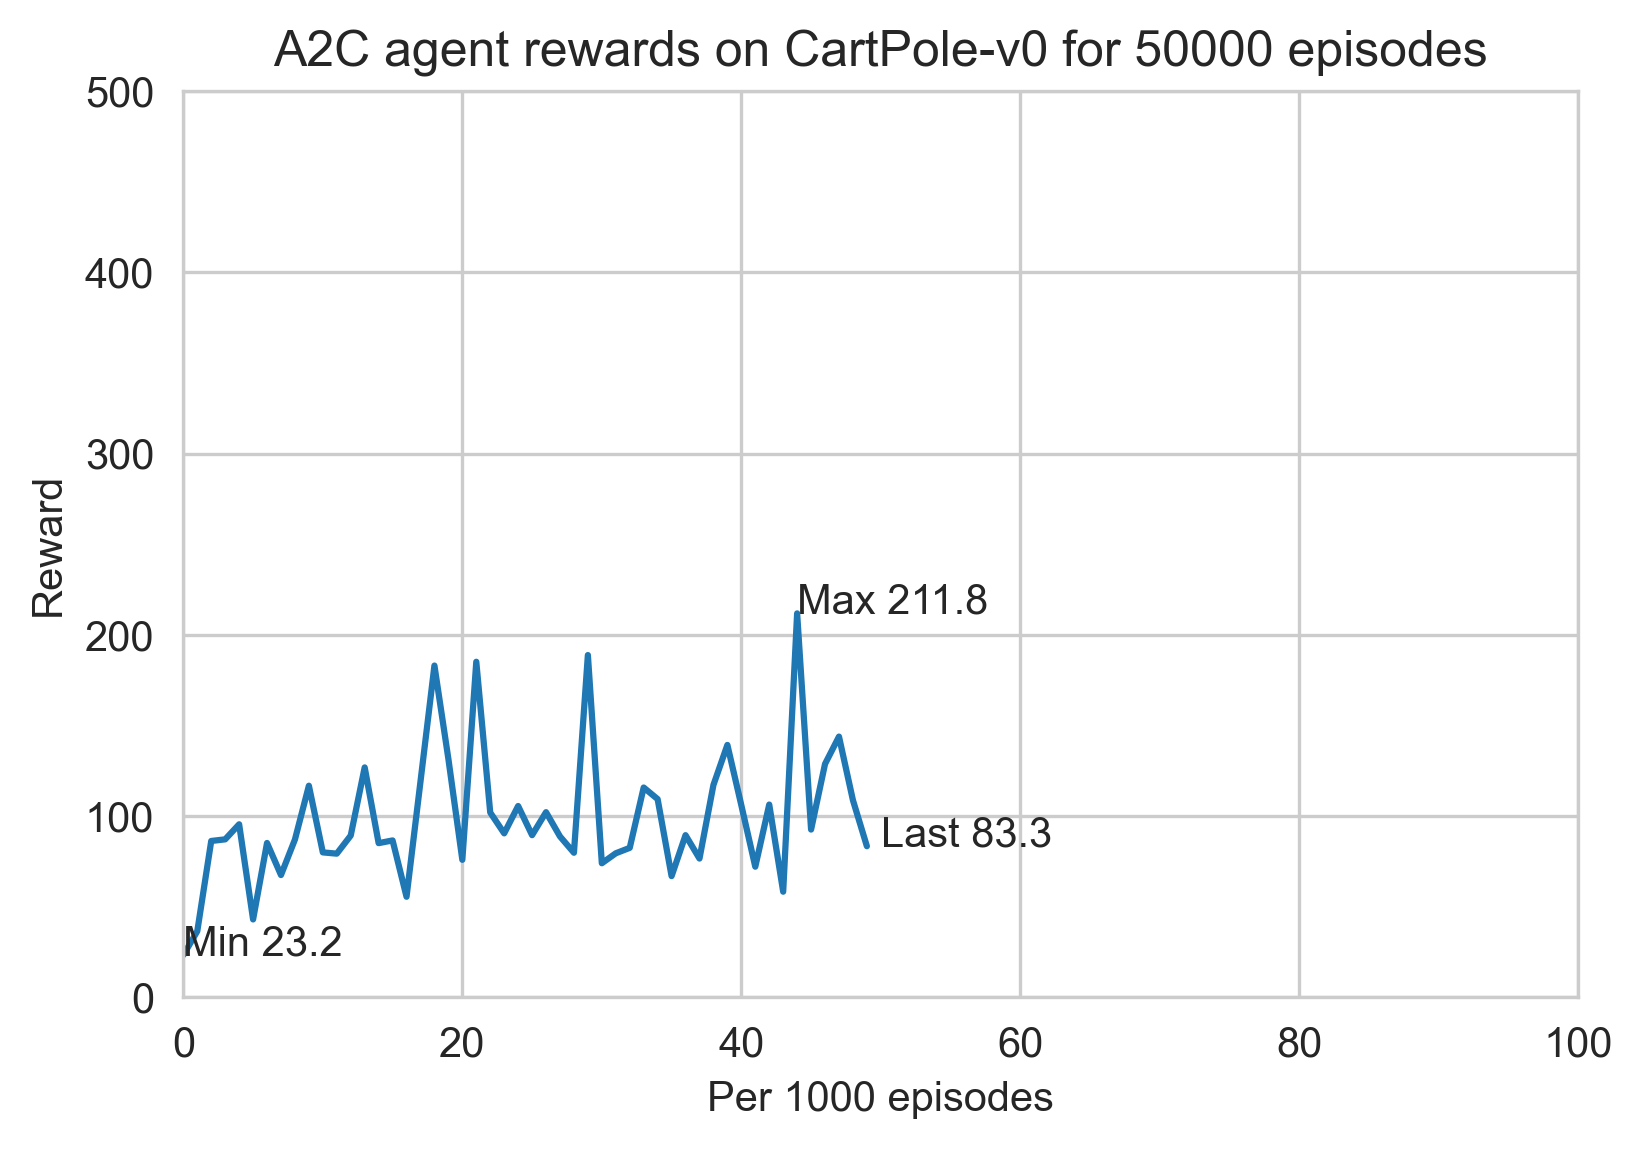 A2C agent rewards on CartPole-v0 for 50000 episodes
500
400
300
200
100
0
Reward
Max 211.8
Last 83.3
Min 23.2
0 20 40 60 80 100
Per 1000 episodes